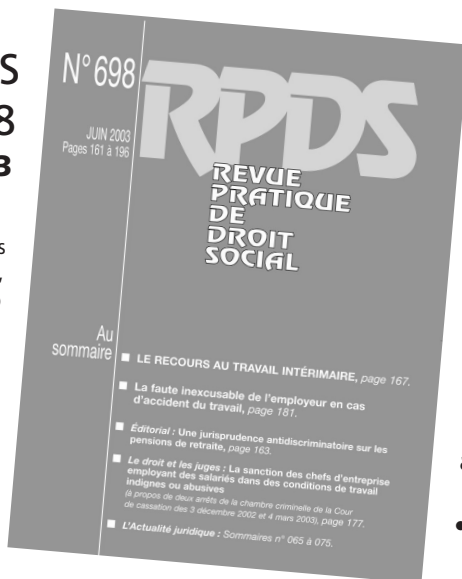 N° 698
JUIN 2003
Pages 161 à 196
RPDS
REVUE
PRATIQUE
DE
DROIT
SOCIAL
Au
sommaire
■ LE RECOURS AU TRAVAIL INTÉRIMAIRE, page 167.
■ La faute inexcusable de l'employeur en cas
d'accident du travail, page 181.
■ Éditorial : Une jurisprudence antidiscriminatoire sur les
pensions de retraite, page 163.
■ Le droit et les juges : La sanction des chefs d'entreprise
employant des salariés dans des conditions de travail
indignes ou abusives
(à propos de deux arrêts de la chambre criminelle de la Cour
de cassation des 3 décembre 2002 et 4 mars 2003), page 177.
■ L'Actualité juridique : Sommaires n° 065 à 075.